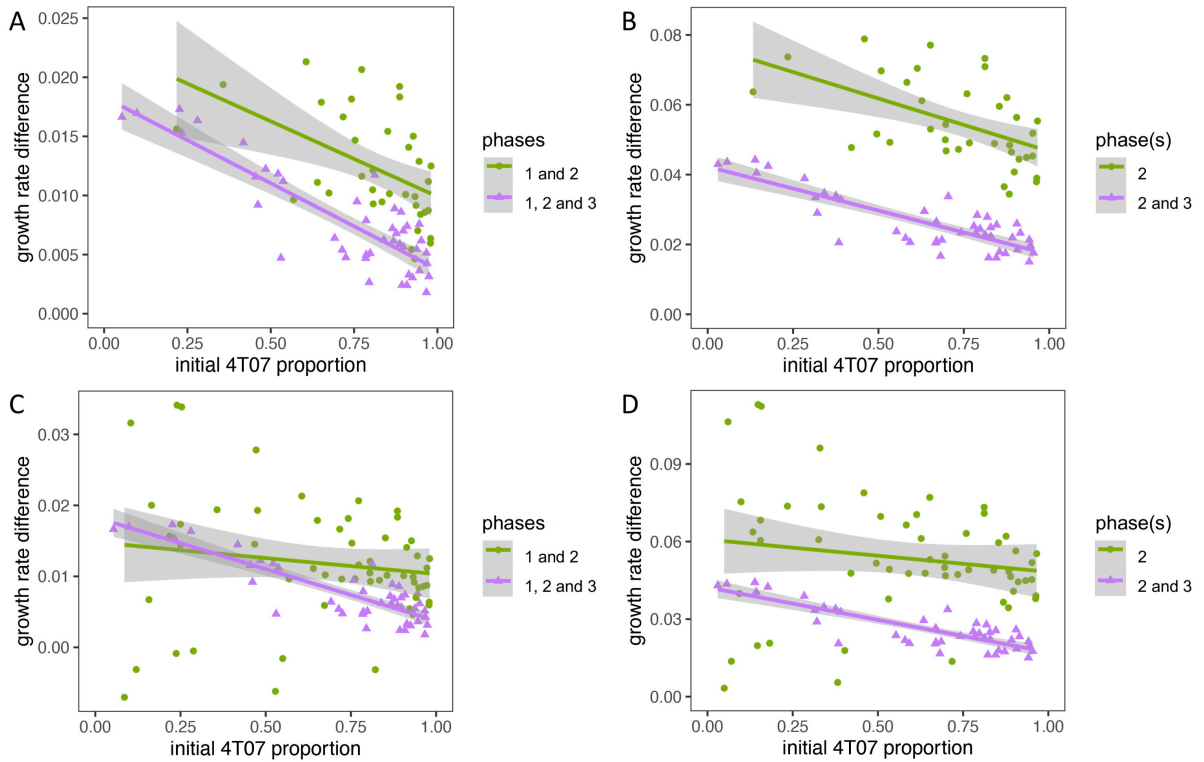 A
growth rate difference
0.025
0.020
0.015
0.010
0.005
0.000
0.00 0.25 0.50 0.75 1.00
initial 4T07 proportion
phases
1 and 2
1, 2 and 3
B
growth rate difference
0.08
0.06
0.04
0.02
0.00
0.00 0.25 0.50 0.75 1.00
initial 4T07 proportion
phase(s)
2
2 and 3
C
growth rate difference
0.03
0.02
0.01
0.00
0.00 0.25 0.50 0.75 1.00
initial 4T07 proportion
phases
1 and 2
1, 2 and 3
D
growth rate difference
0.09
0.06
0.03
0.00
0.00 0.25 0.50 0.75 1.00
initial 4T07 proportion
phase(s)
2
2 and 3